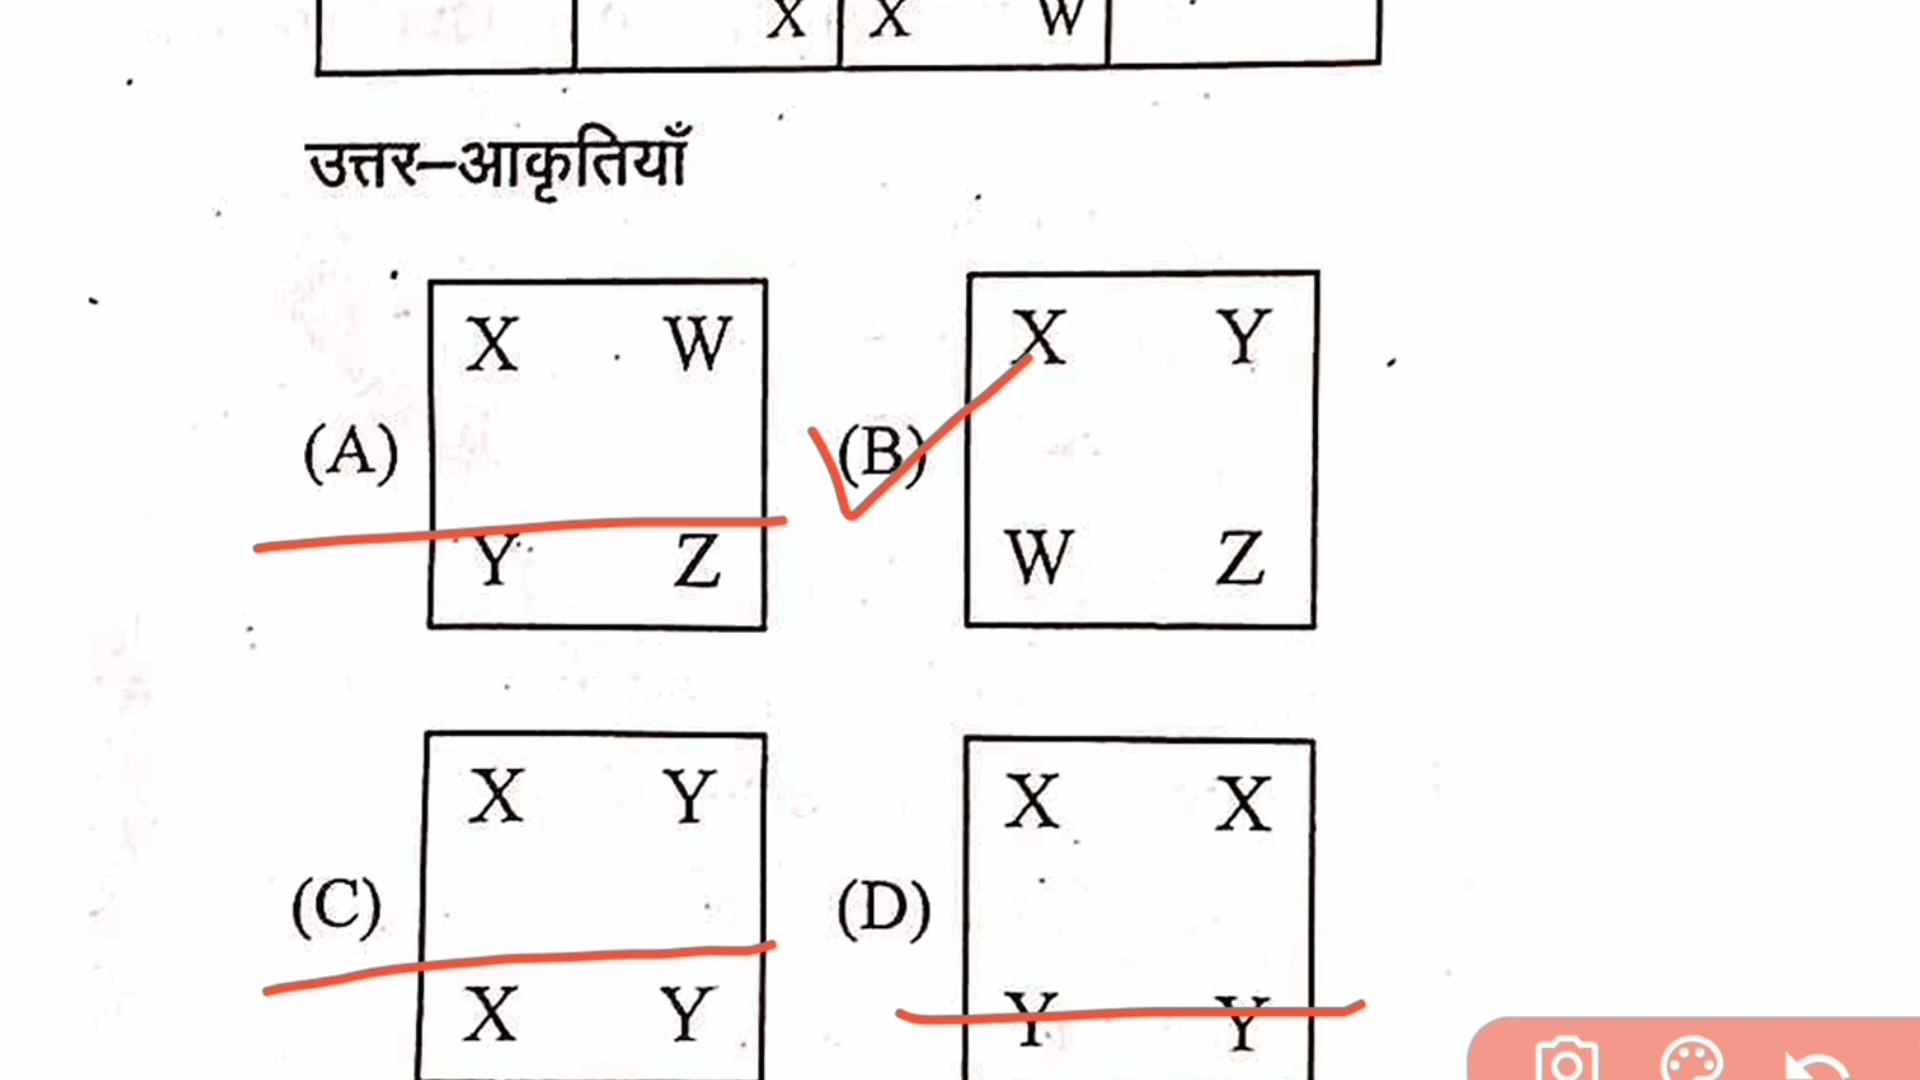 X X W
उत्तर–आकृतियाँ
X W
(A)
Y Z
X Y
(B)
W Z
X Y
(C)
X Y
X X
(D)
Y Y